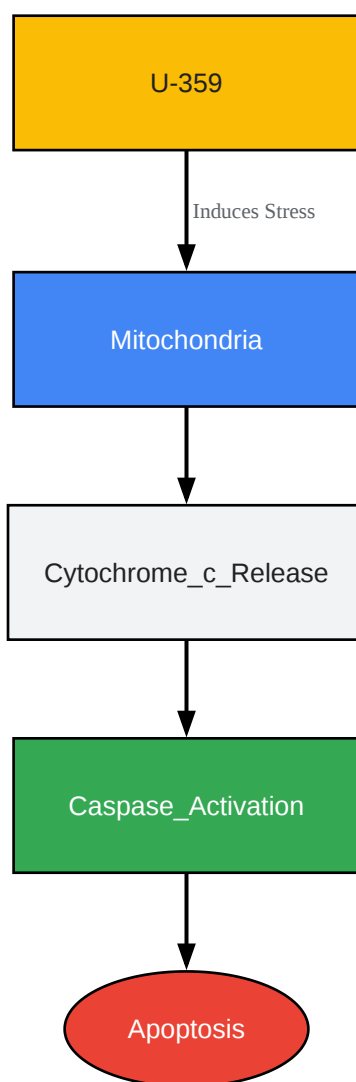 U-359
Induces Stress
Mitochondria
Cytochrome_c_Release
Caspase_Activation
Apoptosis